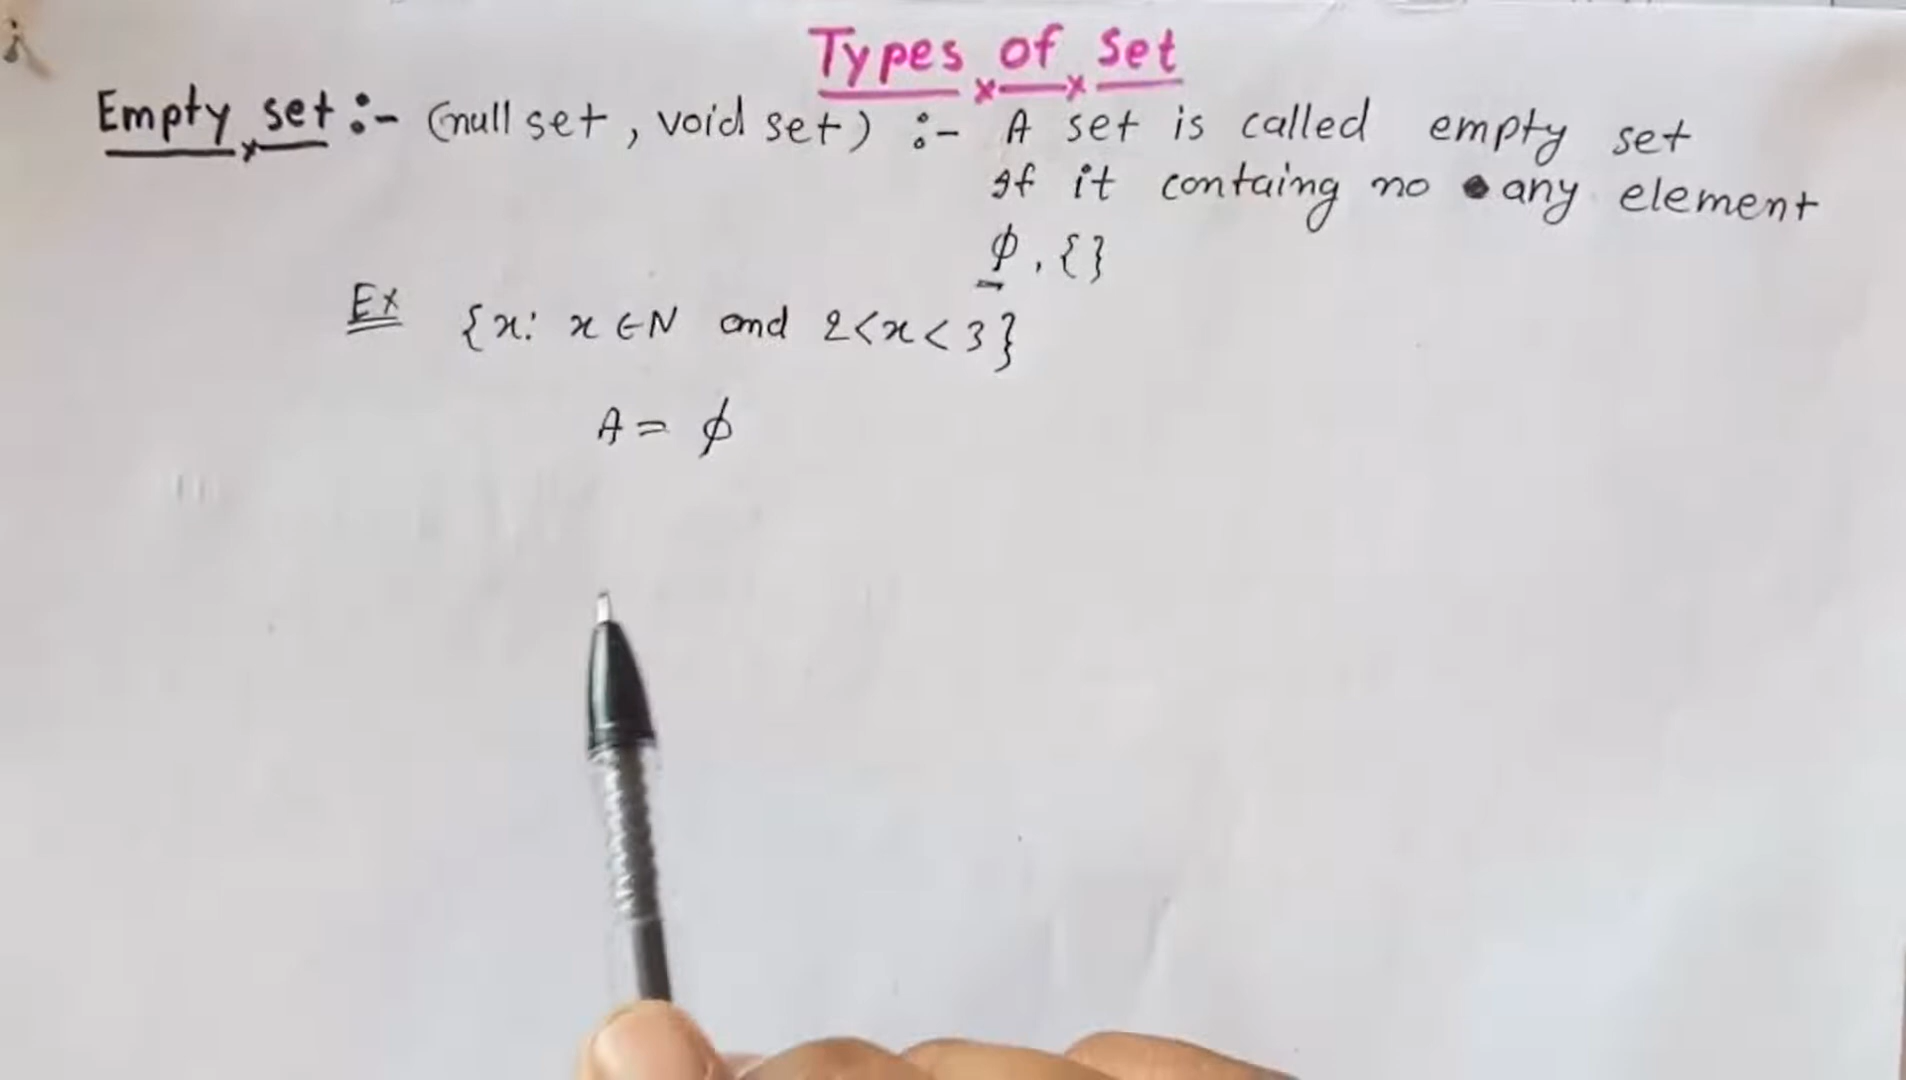 Types of Set
Empty set :- (null set, void set) :- A set is called empty set
If it containg no any element
ϕ, {}
Ex {x: x ∈ N and 2<x<3}
A = ϕ